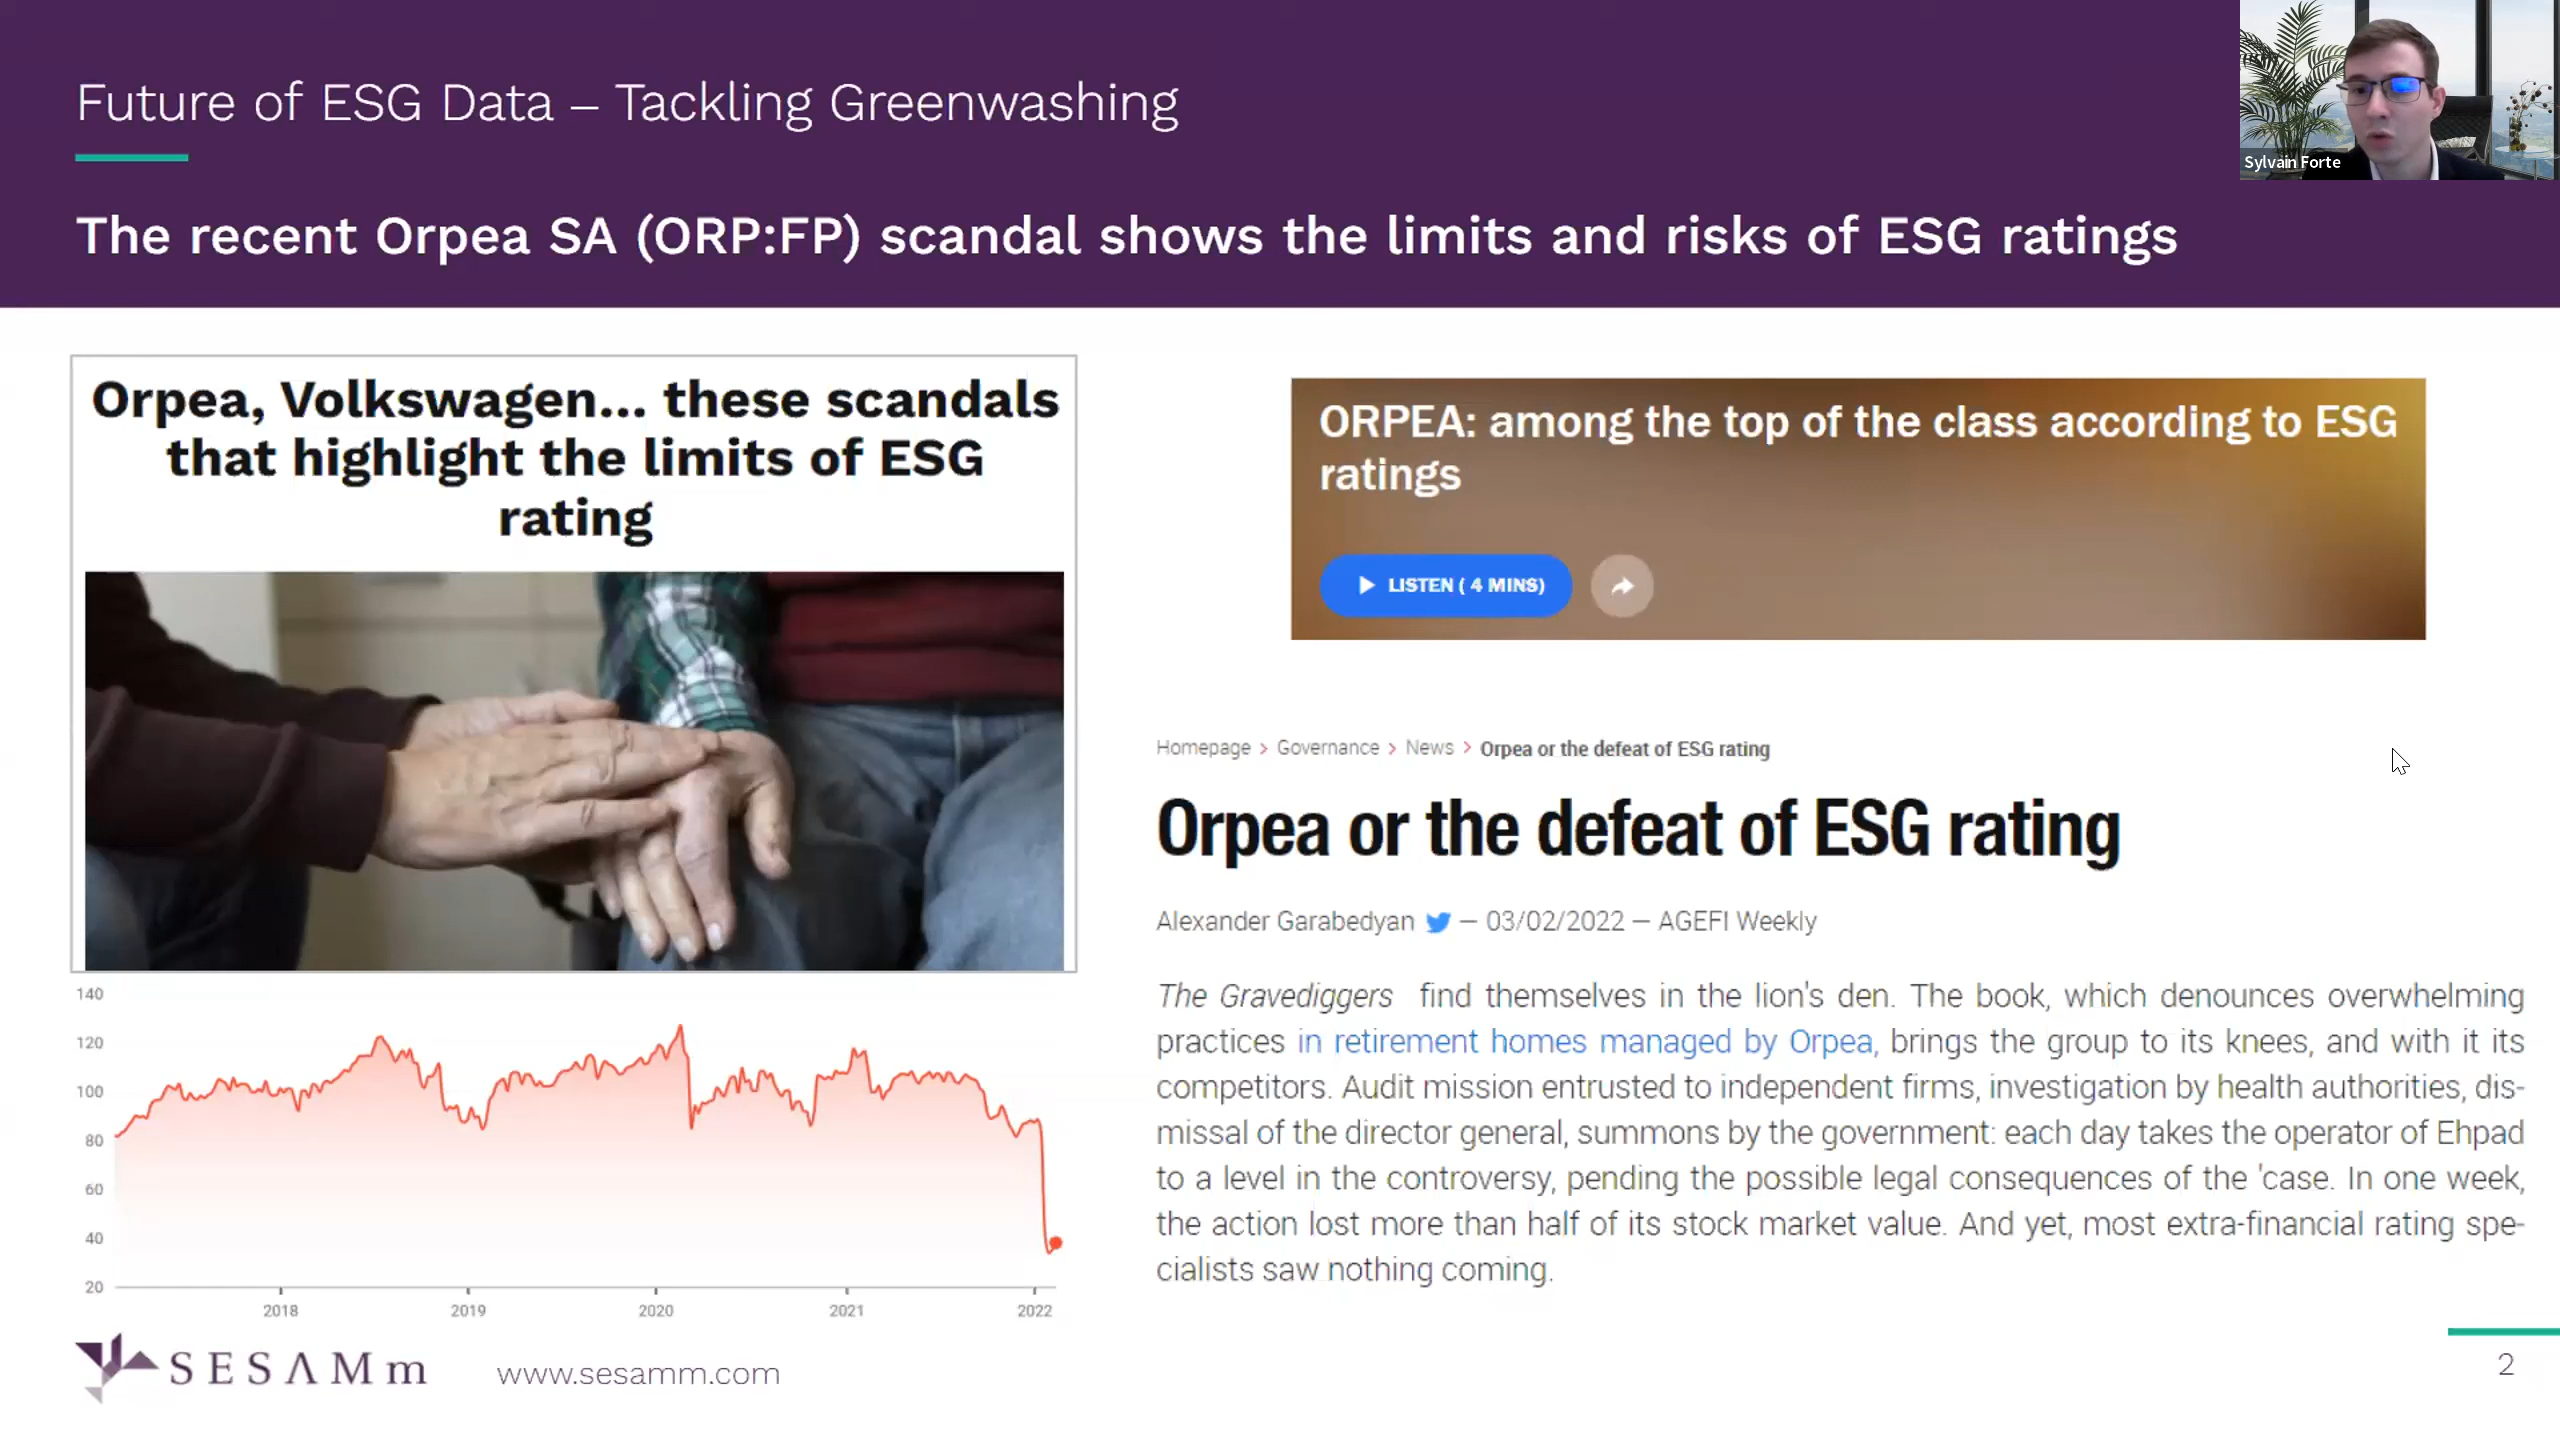 Future of ESG Data – Tackling Greenwashing
Sylvain Forte
The recent Orpea SA (ORP:FP) scandal shows the limits and risks of ESG ratings
Orpea, Volkswagen... these scandals
that highlight the limits of ESG
rating
ORPEA: among the top of the class according to ESG
ratings
LISTEN ( 4 MINS)
Homepage > Governance > News > Orpea or the defeat of ESG rating
Orpea or the defeat of ESG rating
Alexander Garabedyan — 03/02/2022 — AGEFI Weekly
The Gravediggers find themselves in the lion's den. The book, which denounces overwhelming
practices in retirement homes managed by Orpea, brings the group to its knees, and with it its
competitors. Audit mission entrusted to independent firms, investigation by health authorities, dis-
missal of the director general, summons by the government: each day takes the operator of Ehpad
to a level in the controversy, pending the possible legal consequences of the 'case. In one week,
the action lost more than half of its stock market value. And yet, most extra-financial rating spe-
cialists saw nothing coming.
140
120
100
80
60
40
20
2018 2019 2020 2021 2022
SESAMm
www.sesamm.com
2